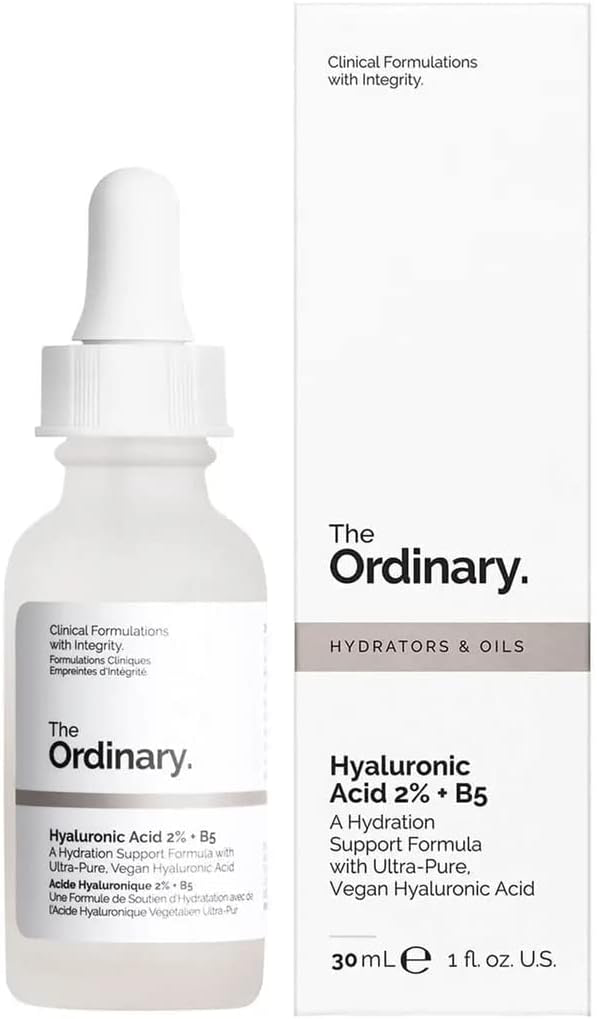 Clinical Formulations
with Integrity.
Formulations Cliniques
Empreintes d'Intégrité
The
Ordinary.
Hyaluronic Acid 2% + B5
A Hydration Support Formula with
Ultra-Pure, Vegan Hyaluronic Acid
Acide Hyaluronique 2% + B5
Une Formule de Soutien d'Hydratation avec de
l'Acide Hyaluronique Végétalien Ultra-Pur
Clinical Formulations
with Integrity.
The
Ordinary.
HYDRATORS & OILS
Hyaluronic
Acid 2% + B5
A Hydration
Support Formula
with Ultra-Pure,
Vegan Hyaluronic Acid
30 mL ℮ 1 fl. oz. U.S.